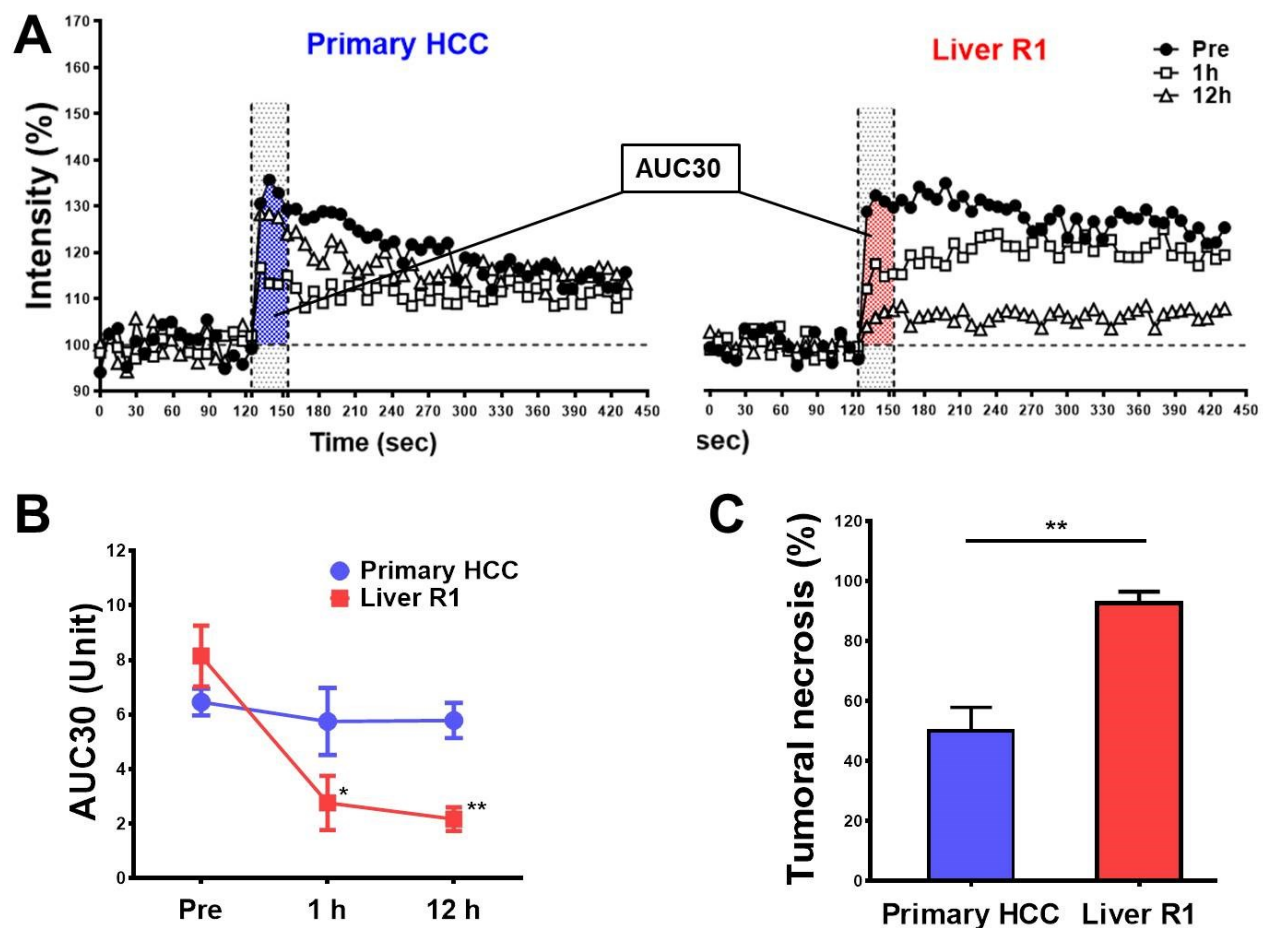 A
Primary HCC
Liver R1
Pre
1h
12h
AUC30
Intensity (%)
170
160
150
140
130
120
110
100
90
0 30 60 90 120 150 180 210 240 270 300 330 360 390 420 450
Time (sec)
0 30 60 90 120 150 180 210 240 270 300 330 360 390 420 450
sec)
B
AUC30 (Unit)
12
10
8
6
4
2
0
Primary HCC
Liver R1
*
**
Pre 1 h 12 h
C
Tumoral necrosis (%)
120
100
80
60
40
20
0
**
Primary HCC Liver R1